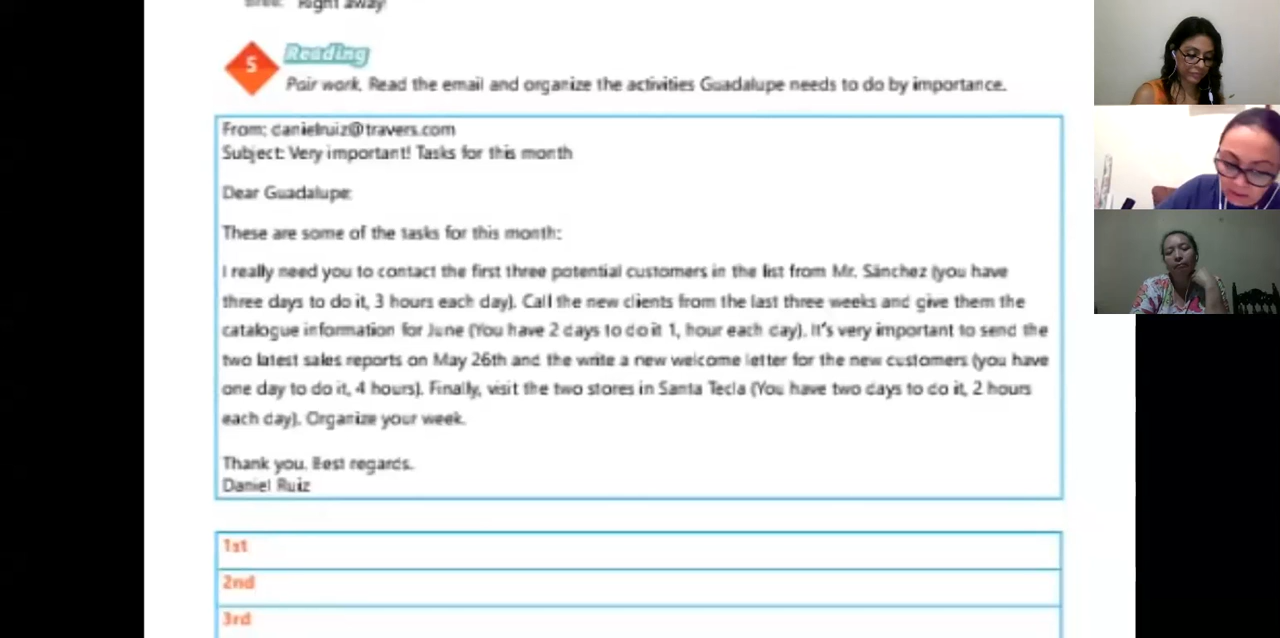 Right away
5
Reading
Pair work. Read the email and organize the activities Guadalupe needs to do by importance.
From: danielruiz@travers.com
Subject: Very important! Tasks for this month
Dear Guadalupe:
These are some of the tasks for this month:
I really need you to contact the first three potential customers in the list from Mr. Sánchez (you have
three days to do it, 3 hours each day). Call the new clients from the last three weeks and give them the
catalogue information for June (You have 2 days to do it 1, hour each day). It's very important to send the
two latest sales reports on May 26th and the write a new welcome letter for the new customers (you have
one day to do it, 4 hours). Finally, visit the two stores in Santa Tecla (You have two days to do it, 2 hours
each day). Organize your week.
Thank you. Best regards.
Daniel Ruiz
1st
2nd
3rd